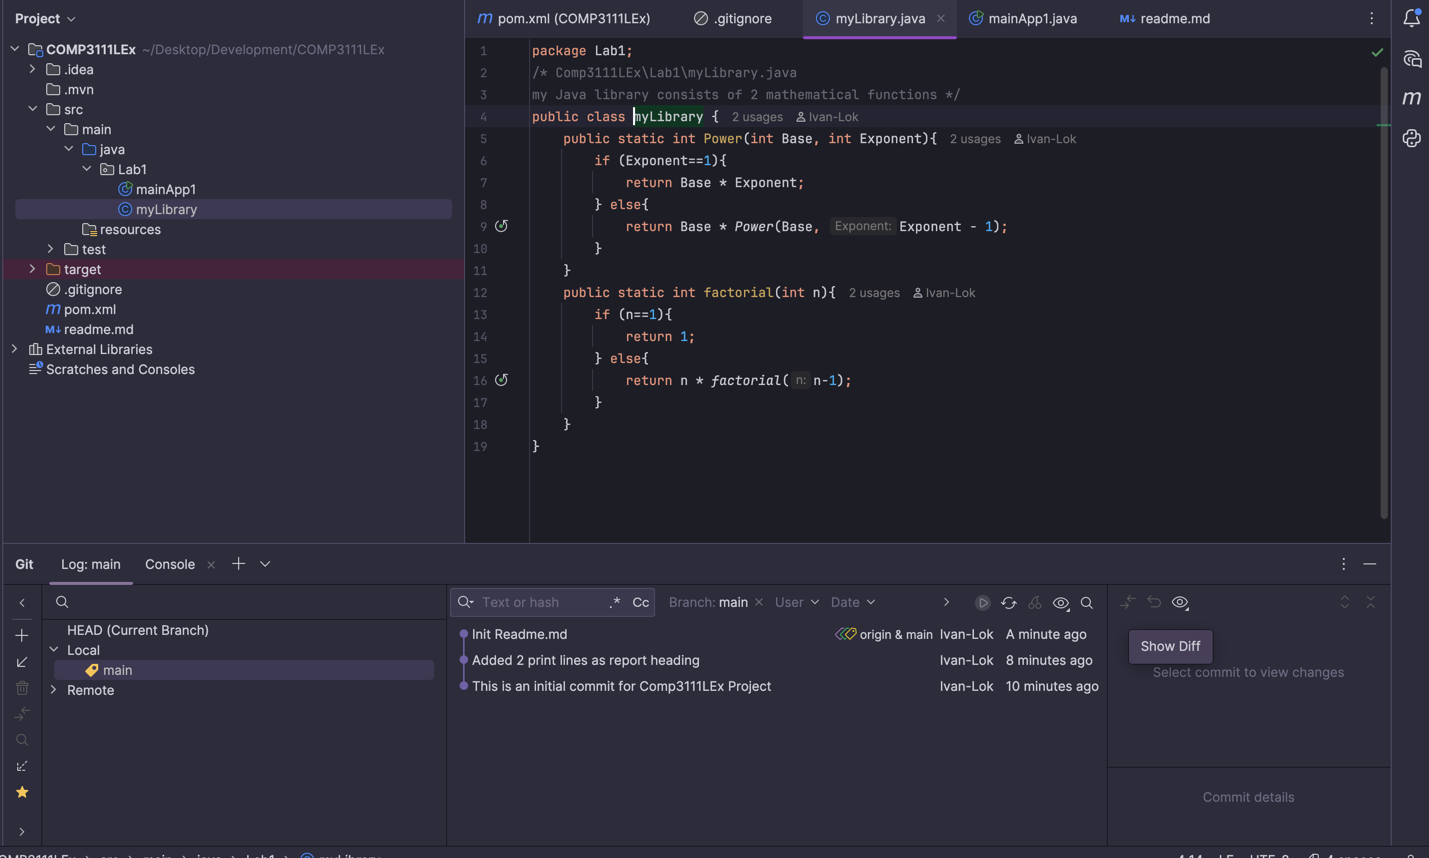 Project
COMP3111LEx ~/Desktop/Development/COMP3111LEx
.idea
.mvn
src
main
java
Lab1
mainApp1
myLibrary
resources
test
target
.gitignore
pom.xml
readme.md
External Libraries
Scratches and Consoles
pom.xml (COMP3111LEx) .gitignore myLibrary.java mainApp1.java readme.md
1 package Lab1;
2 /* Comp3111LEx\Lab1\myLibrary.java
3 my Java library consists of 2 mathematical functions */
4 public class myLibrary { 2 usages Ivan-Lok
5 public static int Power(int Base, int Exponent){ 2 usages Ivan-Lok
6 if (Exponent==1){
7 return Base * Exponent;
8 } else{
9 return Base * Power(Base, Exponent: Exponent - 1);
10 }
11 }
12 public static int factorial(int n){ 2 usages Ivan-Lok
13 if (n==1){
14 return 1;
15 } else{
16 return n * factorial( n: n-1);
17 }
18 }
19 }
Git Log: main Console
HEAD (Current Branch)
Local
main
Remote
Text or hash .* Cc Branch: main User Date
Init Readme.md origin & main Ivan-Lok A minute ago
Added 2 print lines as report heading Ivan-Lok 8 minutes ago
This is an initial commit for Comp3111LEx Project Ivan-Lok 10 minutes ago
Show Diff
Select commit to view changes
Commit details